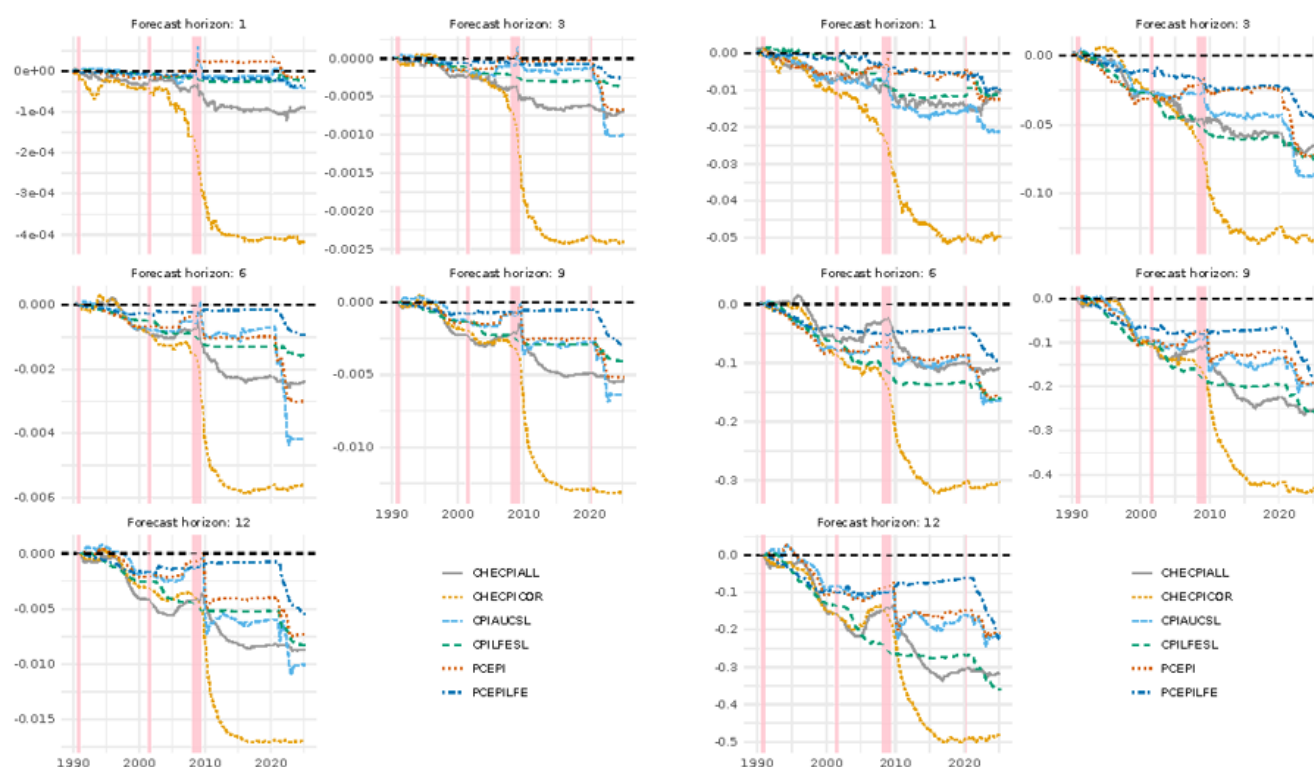 Forecast horizon: 1
0e+00
-1e-04
-2e-04
-3e-04
-4e-04
Forecast horizon: 3
0.0000
-0.0005
-0.0010
-0.0015
-0.0020
-0.0025
Forecast horizon: 6
0.000
-0.002
-0.004
-0.006
Forecast horizon: 9
0.000
-0.005
-0.010
1990 2000 2010 2020
Forecast horizon: 12
0.000
-0.005
-0.010
-0.015
1990 2000 2010 2020
CHECPIALL
CHECPICOR
CPIAUCSL
CPILFESL
PCEPI
PCEPILFE
Forecast horizon: 1
0.00
-0.01
-0.02
-0.03
-0.04
-0.05
Forecast horizon: 3
0.00
-0.05
-0.10
Forecast horizon: 6
0.0
-0.1
-0.2
-0.3
Forecast horizon: 9
0.0
-0.1
-0.2
-0.3
-0.4
1990 2000 2010 2020
Forecast horizon: 12
0.0
-0.1
-0.2
-0.3
-0.4
-0.5
1990 2000 2010 2020
CHECPIALL
CHECPICOR
CPIAUCSL
CPILFESL
PCEPI
PCEPILFE